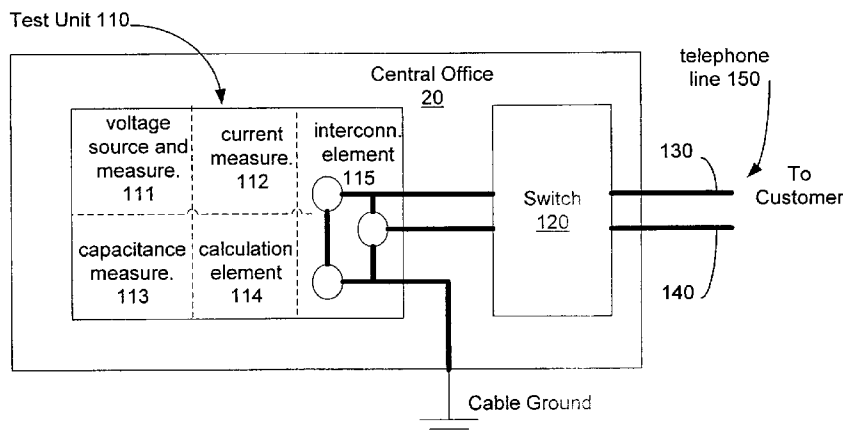 Test Unit 110
Central Office
20
telephone
line 150
voltage
source and
measure.
111
current
measure.
112
interconn.
element
115
capacitance
measure.
113
calculation
element
114
Switch
120
130
140
To
Customer
Cable Ground